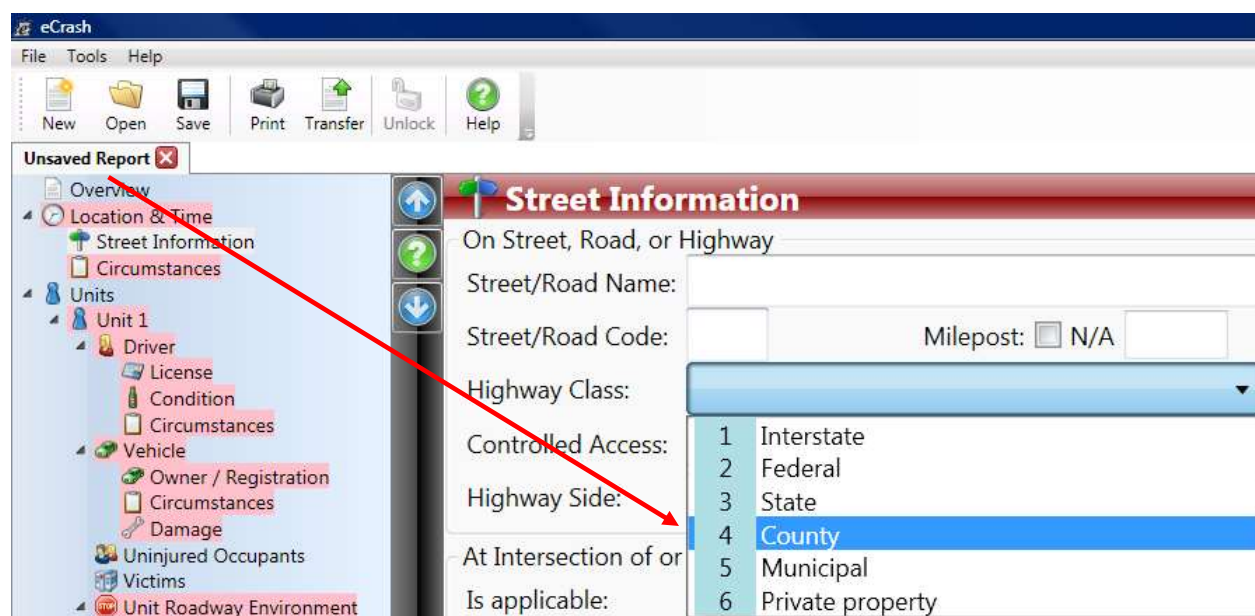 eCrash
File Tools Help
New Open Save Print Transfer Unlock Help
Unsaved Report
Overview
Location & Time
Street Information
Circumstances
Units
Unit 1
Driver
License
Condition
Circumstances
Vehicle
Owner / Registration
Circumstances
Damage
Uninjured Occupants
Victims
Unit Roadway Environment
Street Information
On Street, Road, or Highway
Street/Road Name:
Street/Road Code: Milepost: N/A
Highway Class:
Controlled Access:
Highway Side:
1 Interstate
2 Federal
3 State
4 County
5 Municipal
6 Private property
At Intersection of or
Is applicable: